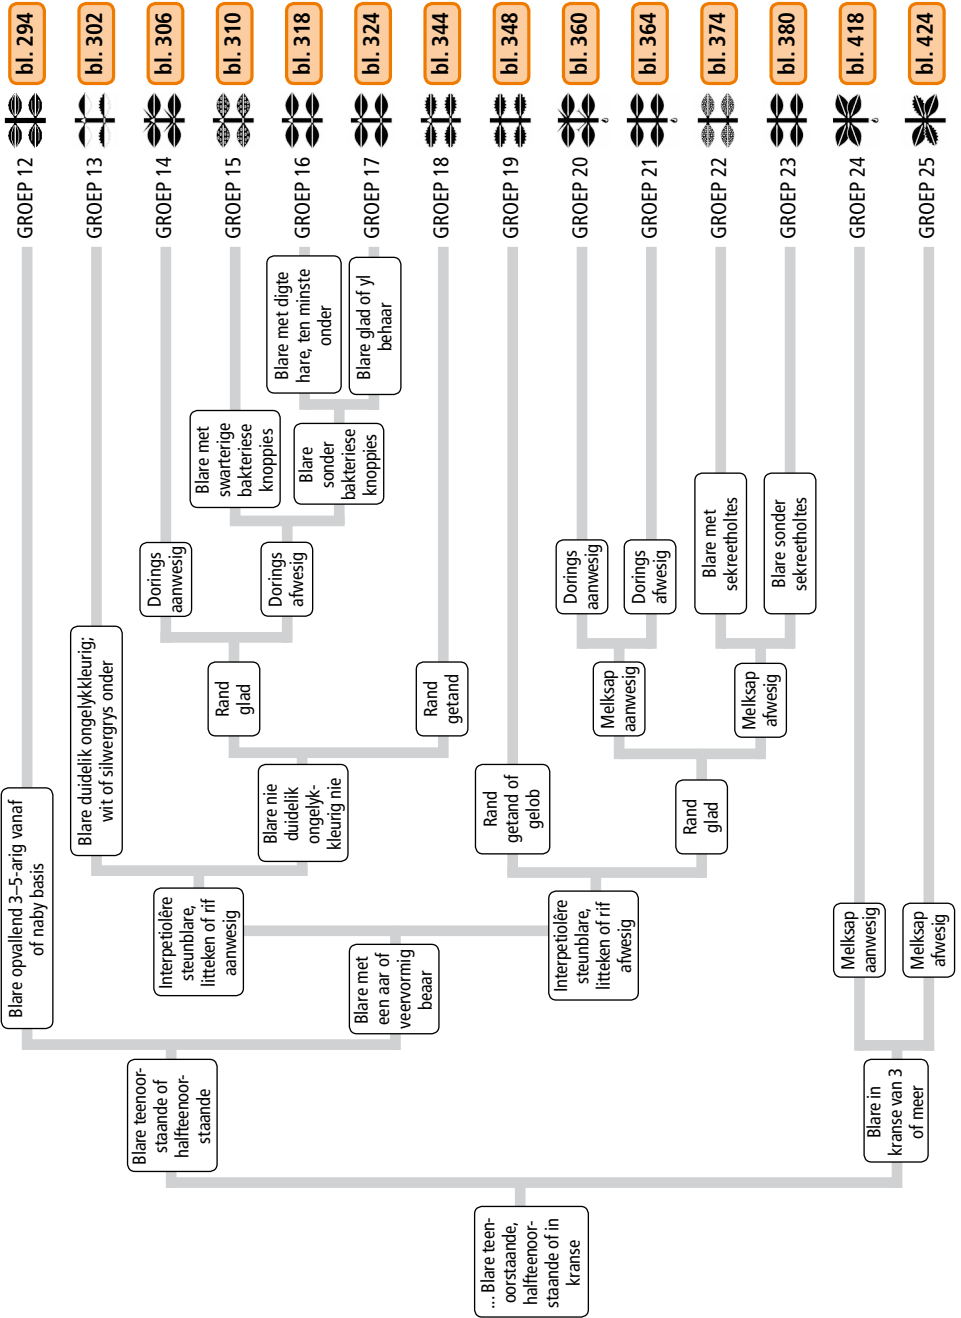 ... Blare teen-
oorstaande,
halfteenoor-
staande of in
kranse
Blare teenoor-
staande of
halfteenoor-
staande
Blare in
kranse van 3
of meer
Blare opvallend 3–5-arig vanaf
of naby basis
Blare met
een aar of
veervormig
beaar
Interpetiolêre
steunblare,
litteken of rif
aanwesig
Interpetiolêre
steunblare,
litteken of rif
afwesig
Melksap
aanwesig
Melksap
afwesig
Blare duidelik ongelykkleurig;
wit of silwergrys onder
Blare nie
duidelik
ongelyk-
kleurig nie
Rand
getand of
gelob
Rand
glad
Rand
glad
Rand
getand
Melksap
aanwesig
Melksap
afwesig
Dorings
aanwesig
Dorings
afwesig
Dorings
aanwesig
Dorings
afwesig
Blare met
sekreetholtes
Blare sonder
sekreetholtes
Blare met
swarterige
bakteriese
knoppies
Blare
sonder
bakteriese
knoppies
Blare met digte
hare, ten minste
onder
Blare glad of yl
behaar
GROEP 12 bl. 294
GROEP 13 bl. 302
GROEP 14 bl. 306
GROEP 15 bl. 310
GROEP 16 bl. 318
GROEP 17 bl. 324
GROEP 18 bl. 344
GROEP 19 bl. 348
GROEP 20 bl. 360
GROEP 21 bl. 364
GROEP 22 bl. 374
GROEP 23 bl. 380
GROEP 24 bl. 418
GROEP 25 bl. 424